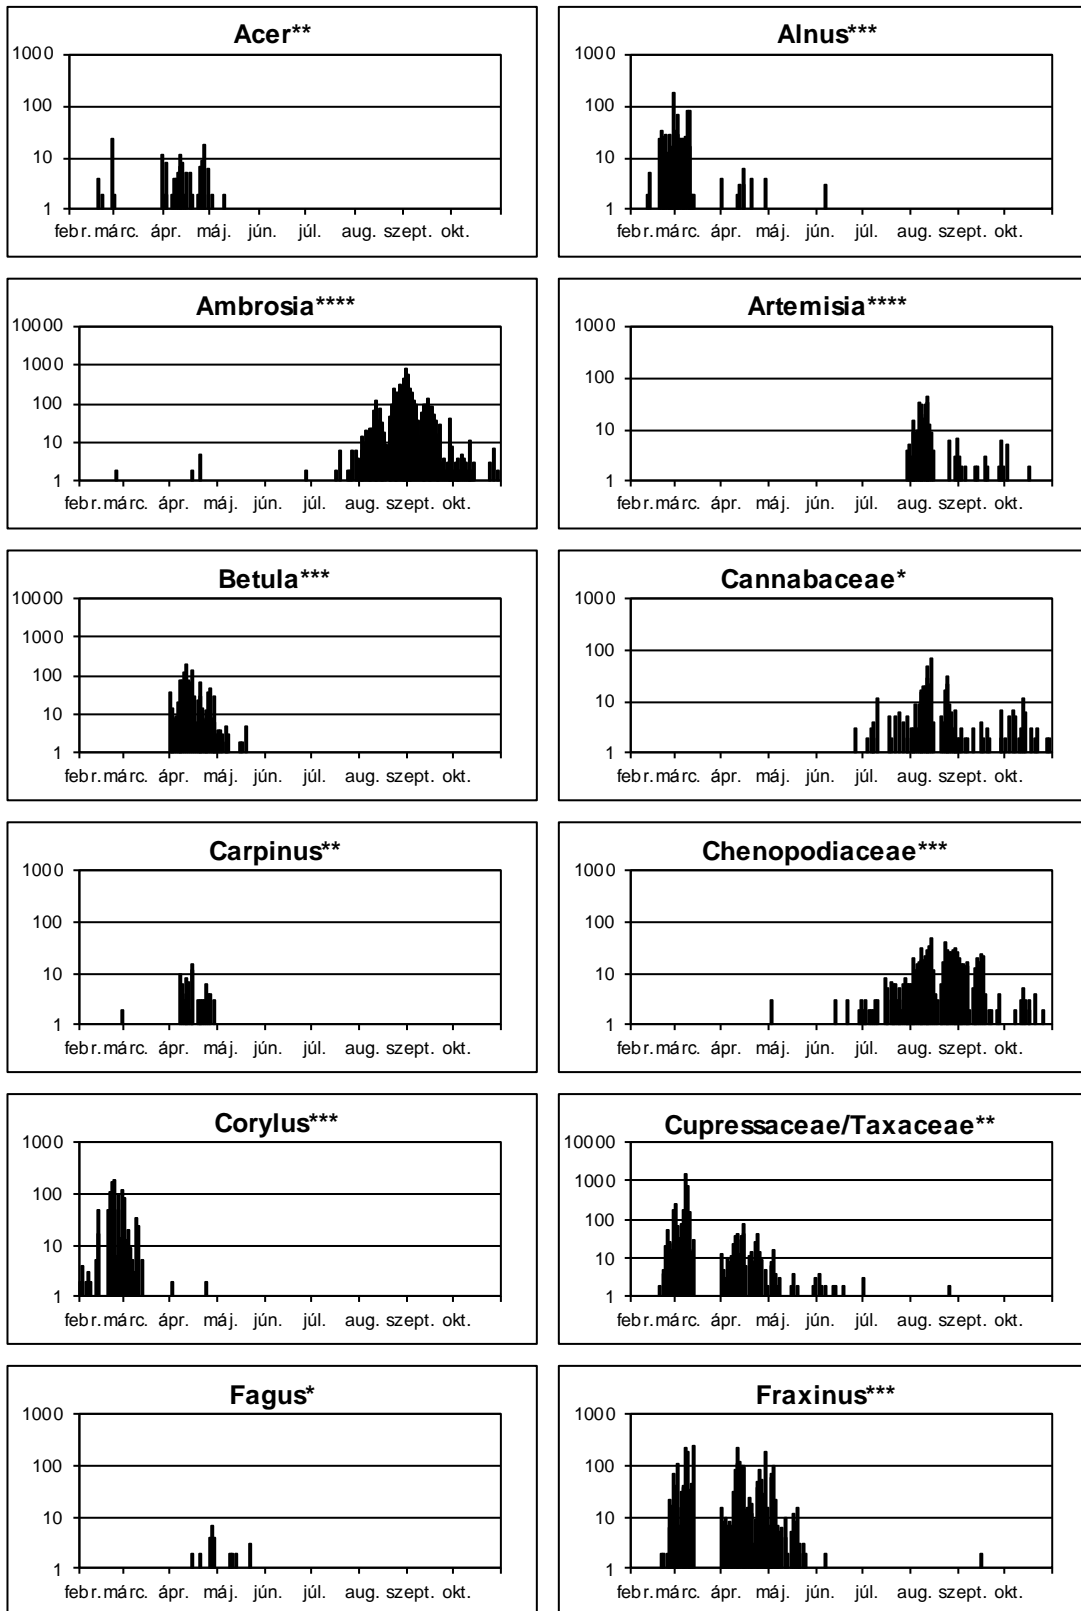 Acer**
1000
100
10
1
febr. márc. ápr. máj. jún. júl. aug. szept. okt.
Alnus***
1000
100
10
1
febr. márc. ápr. máj. jún. júl. aug. szept. okt.
Ambrosia****
10000
1000
100
10
1
febr. márc. ápr. máj. jún. júl. aug. szept. okt.
Artemisia****
1000
100
10
1
febr. márc. ápr. máj. jún. júl. aug. szept. okt.
Betula***
10000
1000
100
10
1
febr. márc. ápr. máj. jún. júl. aug. szept. okt.
Cannabaceae*
1000
100
10
1
febr. márc. ápr. máj. jún. júl. aug. szept. okt.
Carpinus**
1000
100
10
1
febr. márc. ápr. máj. jún. júl. aug. szept. okt.
Chenopodiaceae***
1000
100
10
1
febr. márc. ápr. máj. jún. júl. aug. szept. okt.
Corylus***
1000
100
10
1
febr. márc. ápr. máj. jún. júl. aug. szept. okt.
Cupressaceae/Taxaceae**
10000
1000
100
10
1
febr. márc. ápr. máj. jún. júl. aug. szept. okt.
Fagus*
1000
100
10
1
febr. márc. ápr. máj. jún. júl. aug. szept. okt.
Fraxinus***
1000
100
10
1
febr. márc. ápr. máj. jún. júl. aug. szept. okt.